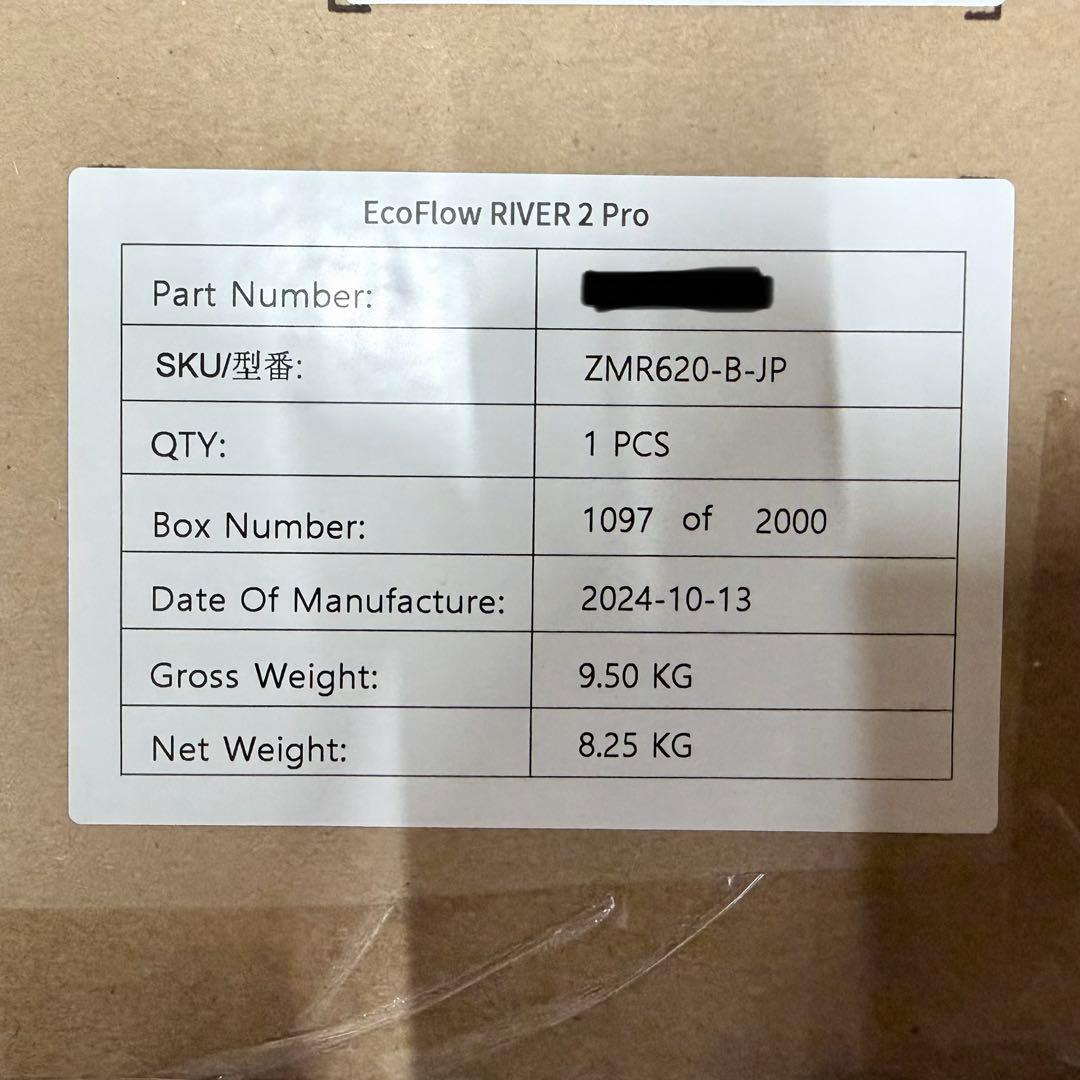 EcoFlow RIVER 2 Pro
Part Number:
SKU/型番: ZMR620-B-JP
QTY: 1 PCS
Box Number: 1097 of 2000
Date Of Manufacture: 2024-10-13
Gross Weight: 9.50 KG
Net Weight: 8.25 KG